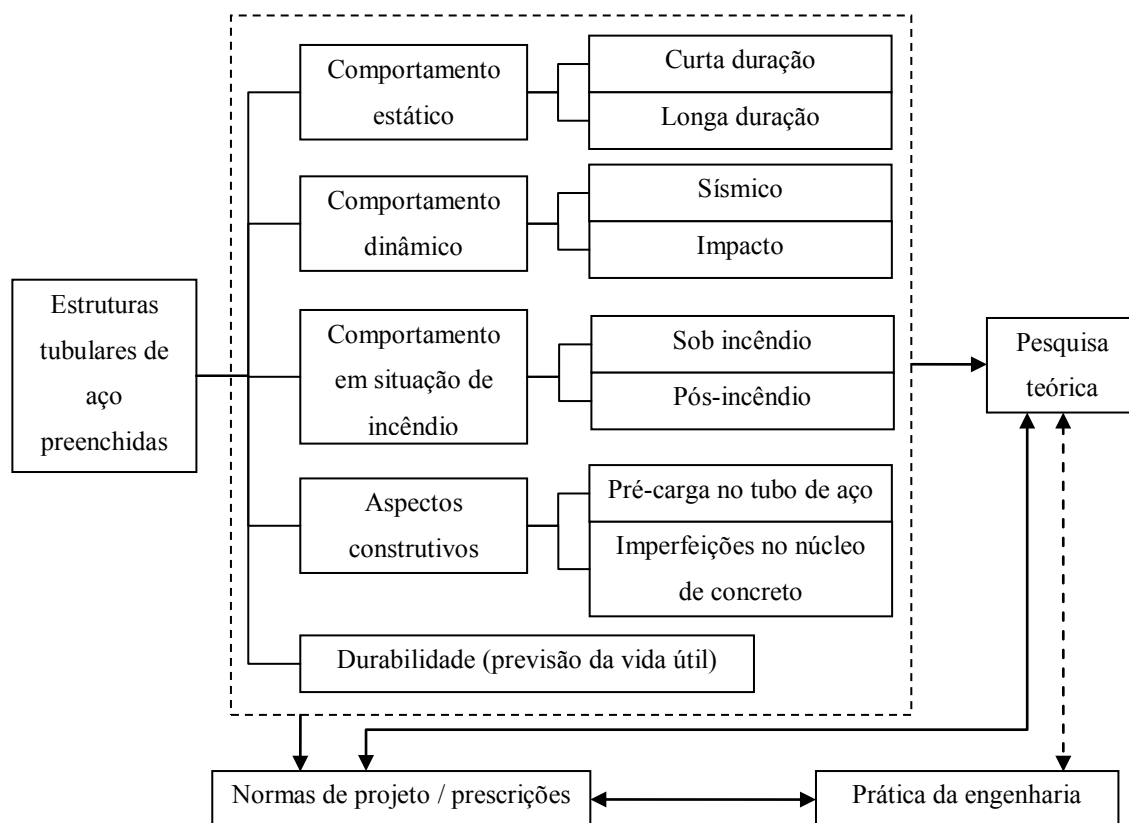 Estruturas
tubulares de
aço
preenchidas
Comportamento
estático
Curta duração
Longa duração
Comportamento
dinâmico
Sísmico
Impacto
Comportamento
em situação de
incêndio
Sob incêndio
Pós-incêndio
Aspectos
construtivos
Pré-carga no tubo de aço
Imperfeições no núcleo
de concreto
Durabilidade (previsão da vida útil)
Pesquisa
teórica
Normas de projeto / prescrições
Prática da engenharia